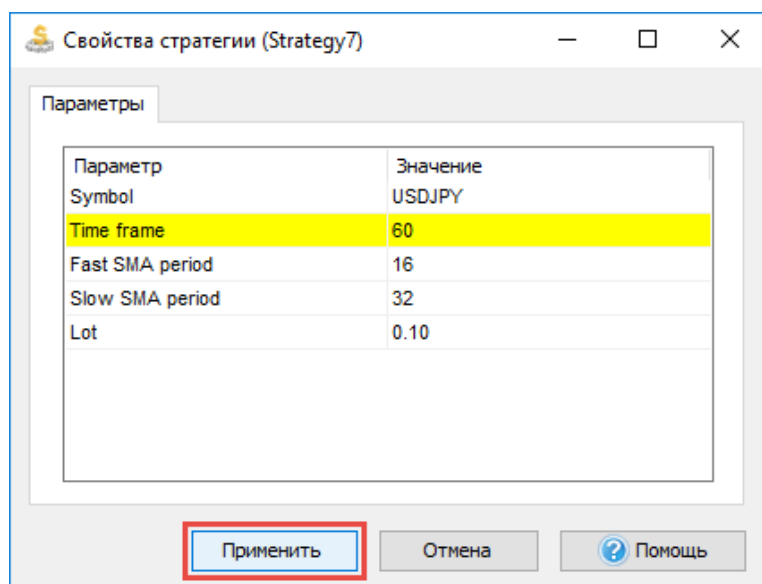 Свойства стратегии (Strategy7)
Параметры
Параметр Значение
Symbol USDJPY
Time frame 60
Fast SMA period 16
Slow SMA period 32
Lot 0.10
Применить Отмена Помощь